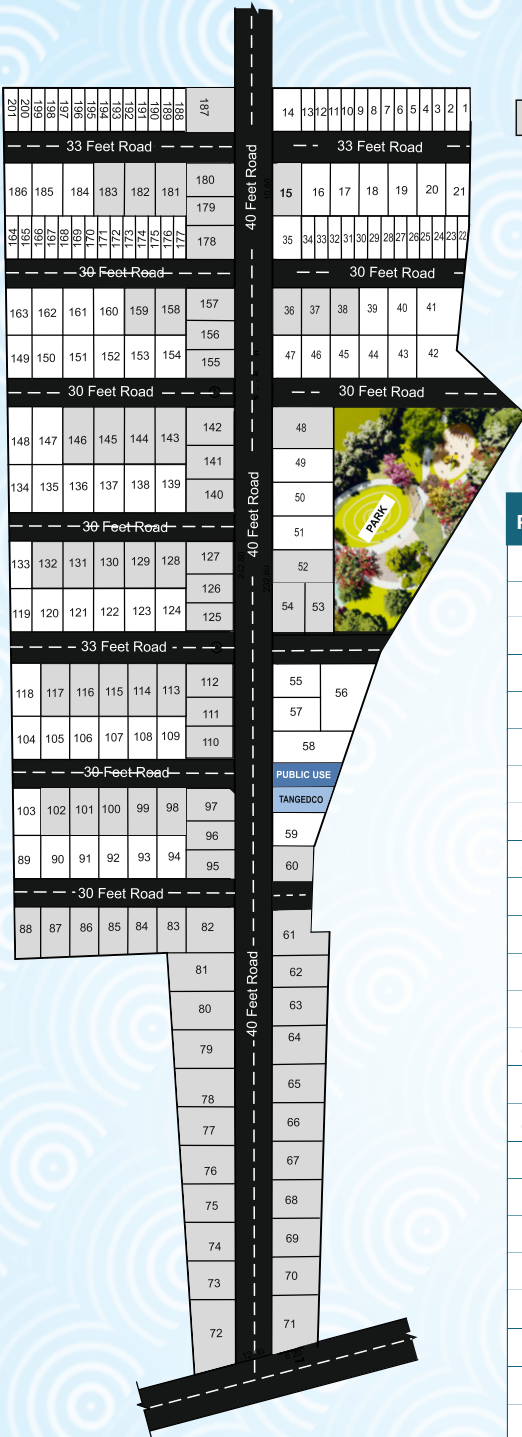 201 200 199 198 197 196 195 194 193 192 191 190 189 188 187 14 13 12 11 10 9 8 7 6 5 4 3 2 1
33 Feet Road 33 Feet Road
40 Feet Road
186 185 184 183 182 181 180 15 16 17 18 19 20 21
179
164 165 166 167 168 169 170 171 172 173 174 175 176 177 178 35 34 33 32 31 30 29 28 27 26 25 24 23 22
30 Feet Road 30 Feet Road
163 162 161 160 159 158 157 36 37 38 39 40 41
156
149 150 151 152 153 154 155 47 46 45 44 43 42
30 Feet Road 30 Feet Road
148 147 146 145 144 143 142 48
141 49
134 135 136 137 138 139 140 50
40 Feet Road
PARK
51
30 Feet Road
133 132 131 130 129 128 127 52
126
119 120 121 122 123 124 125 54 53
33 Feet Road
118 117 116 115 114 113 112 55 56
111 57
104 105 106 107 108 109 110 58
30 Feet Road
PUBLIC USE
TANGEDCO
103 102 101 100 99 98 97
96 59
89 90 91 92 93 94 95 60
30 Feet Road
88 87 86 85 84 83 82 61
81 62
40 Feet Road
80 63
79 64
78 65
77 66
76 67
75 68
74 69
73 70
72 71